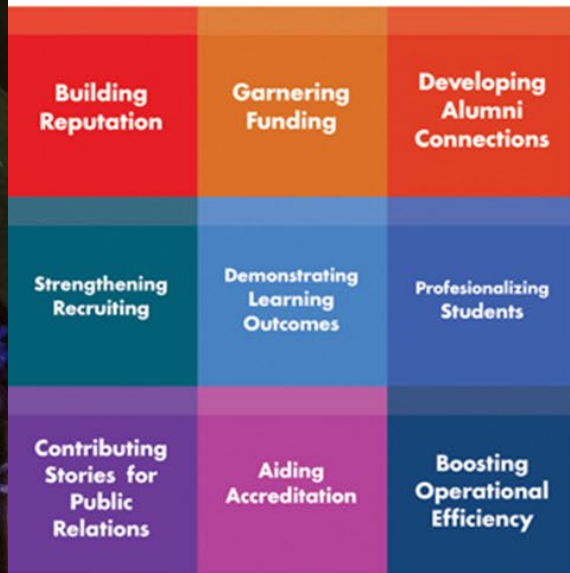 Building
Reputation
Garnering
Funding
Developing
Alumni
Connections
Strengthening
Recruiting
Demonstrating
Learning
Outcomes
Profesionalizing
Students
Contributing
Stories for
Public
Relations
Aiding
Accreditation
Boosting
Operational
Efficiency